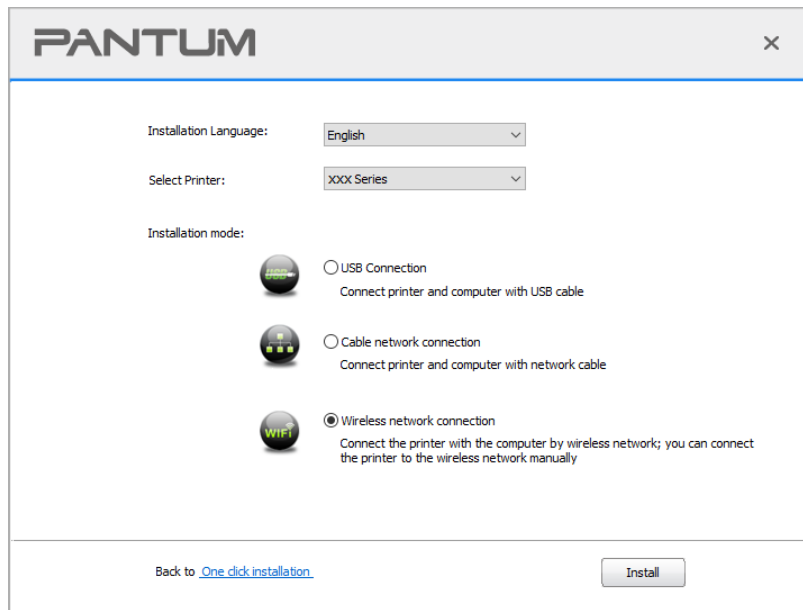 PANTUM
Installation Language:
English
Select Printer:
XXX Series
Installation mode:
USB
USB Connection
Connect printer and computer with USB cable
Cable network connection
Connect printer and computer with network cable
WiFi
Wireless network connection
Connect the printer with the computer by wireless network; you can connect
the printer to the wireless network manually
Back to One click installation
Install